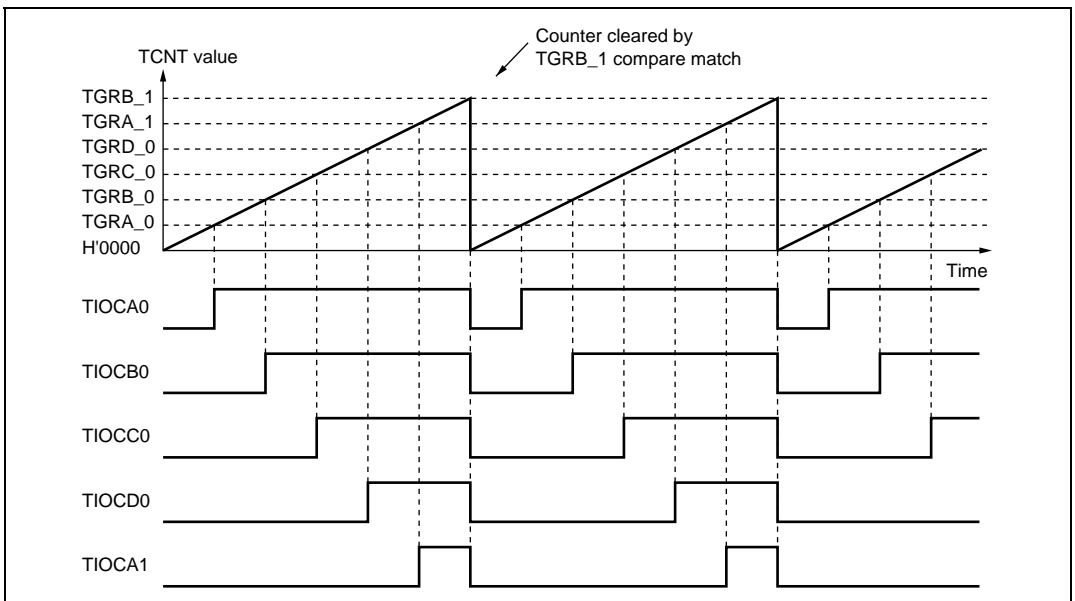 Counter cleared by
TGRB_1 compare match
TCNT value
TGRB_1
TGRA_1
TGRD_0
TGRC_0
TGRB_0
TGRA_0
H'0000
Time
TIOCA0
TIOCB0
TIOCC0
TIOCD0
TIOCA1